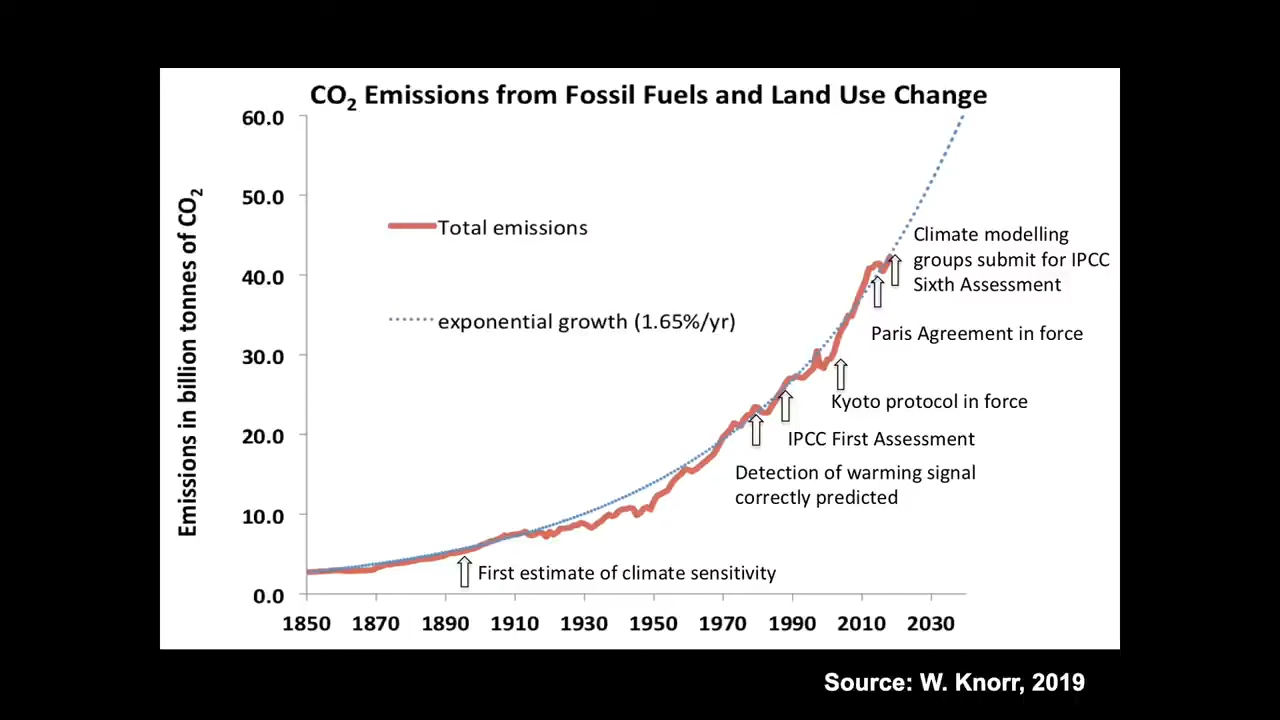 CO₂ Emissions from Fossil Fuels and Land Use Change
60.0
50.0
40.0
30.0
20.0
10.0
0.0
Emissions in billion tonnes of CO₂
Total emissions
exponential growth (1.65%/yr)
Climate modelling
groups submit for IPCC
Sixth Assessment
Paris Agreement in force
Kyoto protocol in force
IPCC First Assessment
Detection of warming signal
correctly predicted
First estimate of climate sensitivity
1850 1870 1890 1910 1930 1950 1970 1990 2010 2030
Source: W. Knorr, 2019